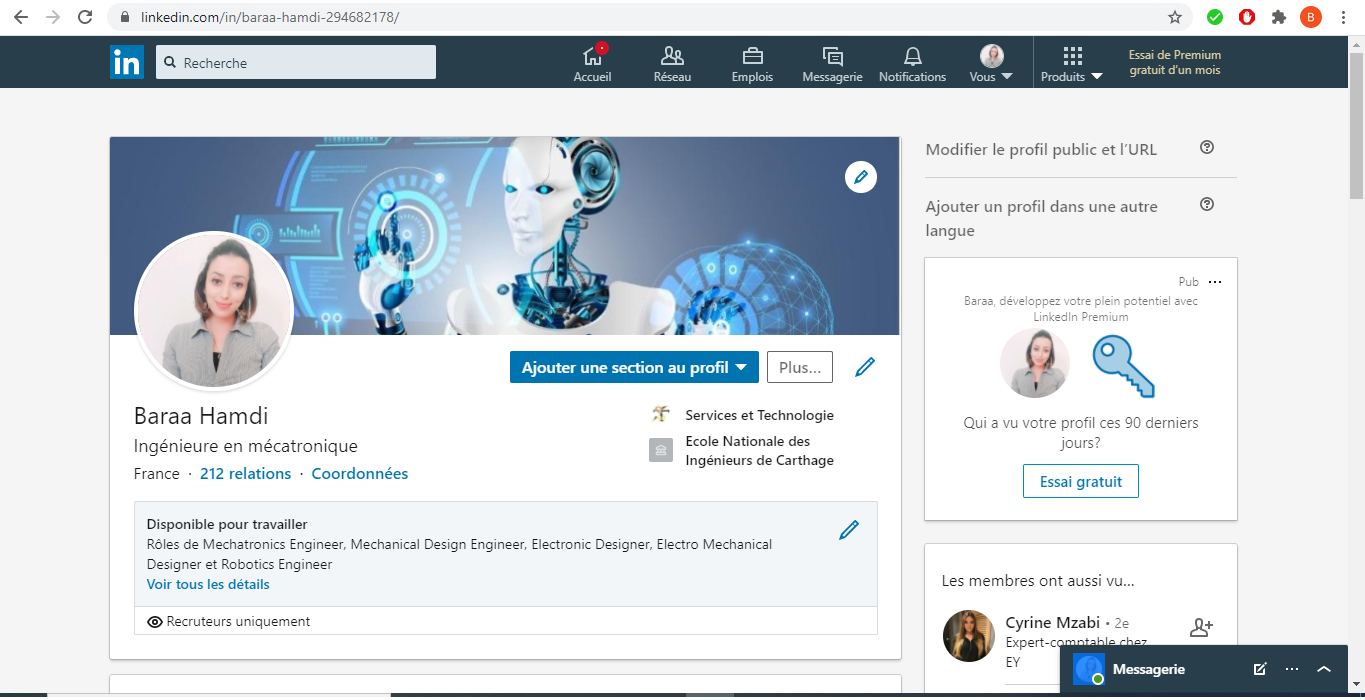 linkedin.com/in/baraa-hamdi-294682178/
B
in
Recherche
Accueil
Réseau
Emplois
Messagerie
Notifications
Vous
Produits
Essai de Premium
gratuit d'un mois
Modifier le profil public et l'URL
Ajouter un profil dans une autre
langue
Ajouter une section au profil
Plus...
Baraa Hamdi
Ingénieure en mécatronique
France · 212 relations · Coordonnées
Services et Technologie
Ecole Nationale des
Ingénieurs de Carthage
Disponible pour travailler
Rôles de Mechatronics Engineer, Mechanical Design Engineer, Electronic Designer, Electro Mechanical
Designer et Robotics Engineer
Voir tous les détails
Recruteurs uniquement
Pub ...
Baraa, développez votre plein potentiel avec
LinkedIn Premium
Qui a vu votre profil ces 90 derniers
jours?
Essai gratuit
Les membres ont aussi vu...
Cyrine Mzabi • 2e
Expert-comptable chez
EY
Messagerie